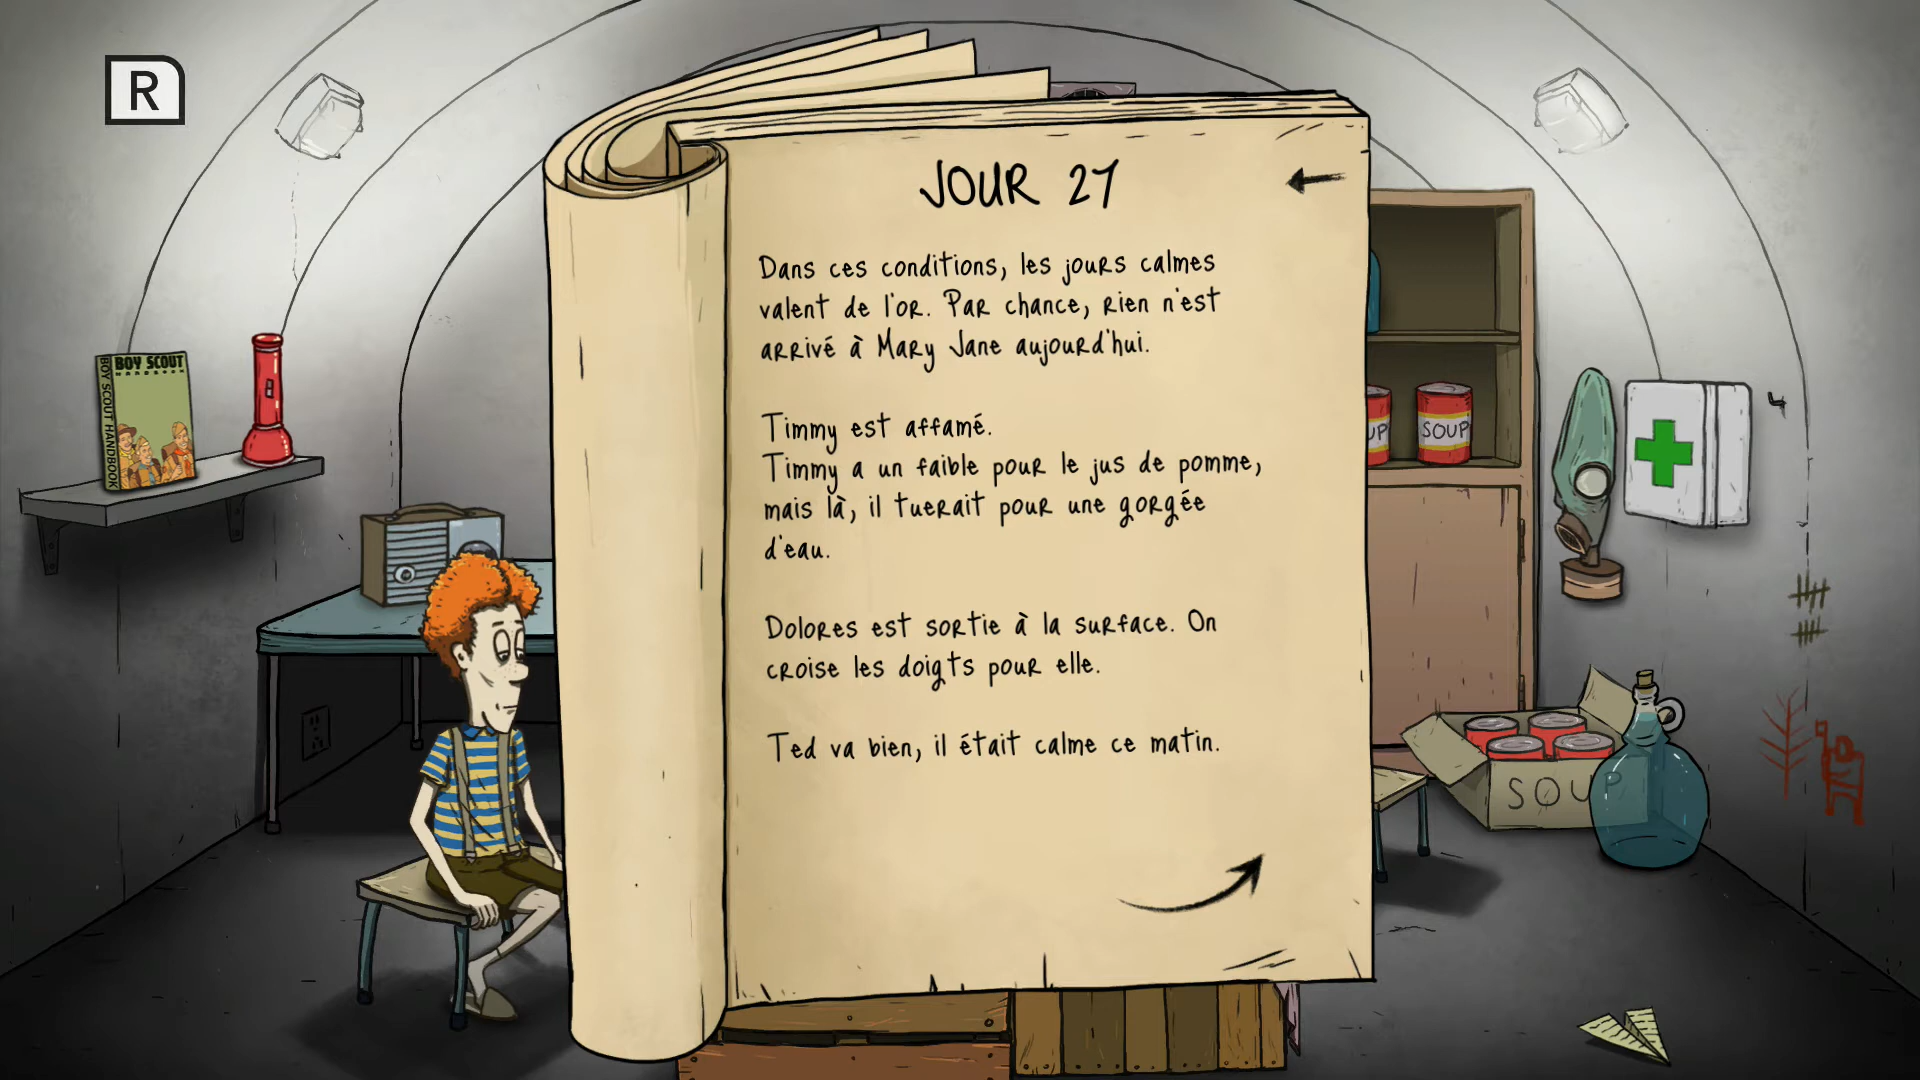 R
JOUR 27
Dans ces conditions, les jours calmes
valent de l'or. Par chance, rien n'est
arrivé à Mary Jane aujourd'hui.
Timmy est affamé.
Timmy a un faible pour le jus de pomme,
mais là, il tuerait pour une gorgée
d'eau.
Dolores est sortie à la surface. On
croise les doigts pour elle.
Ted va bien, il était calme ce matin.
BOY SCOUT
HANDBOOK
BOY SCOUT HANDBOOK
UP
SOUP
SOUP